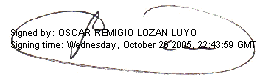 Signed by: OSCAR REMIGIO LOZAN LUYO
Signing time: Wednesday, October 26 2005, 22:43:59 GMT